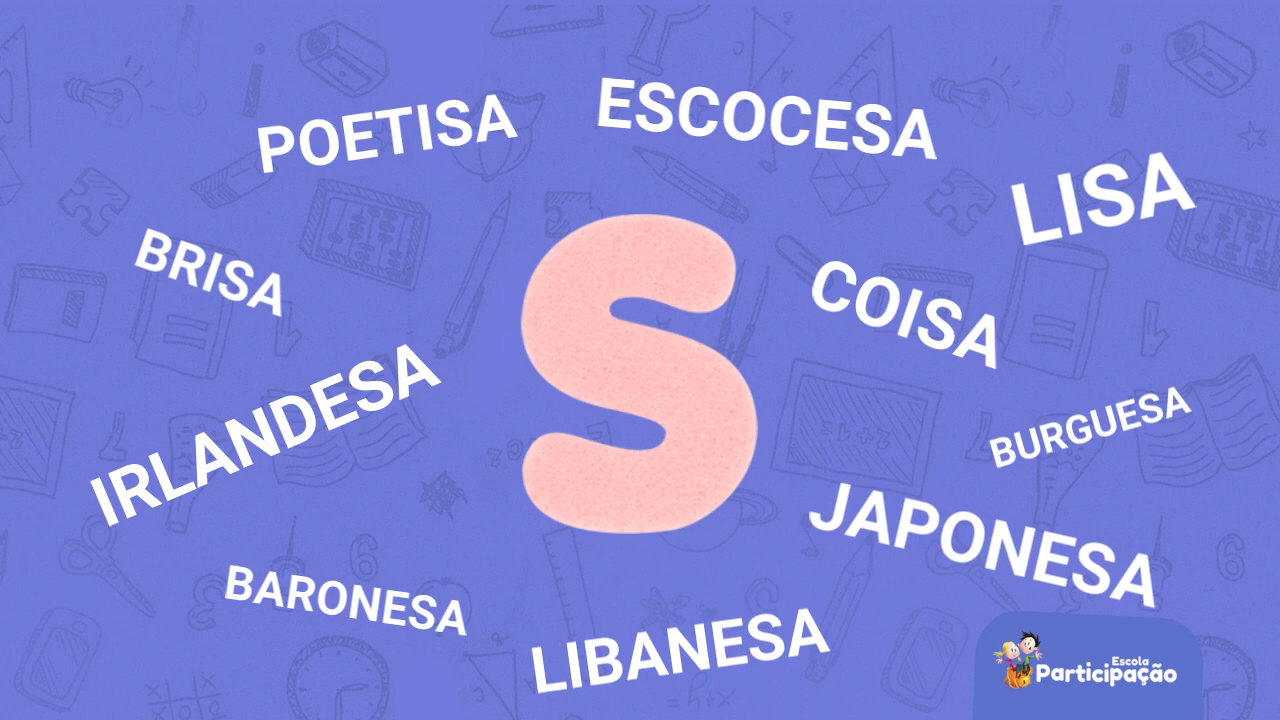 POETISA
ESCOCESA
LISA
BRISA
S
COISA
IRLANDESA
BURGUESA
JAPONESA
BARONESA
LIBANESA
Escola
Participação